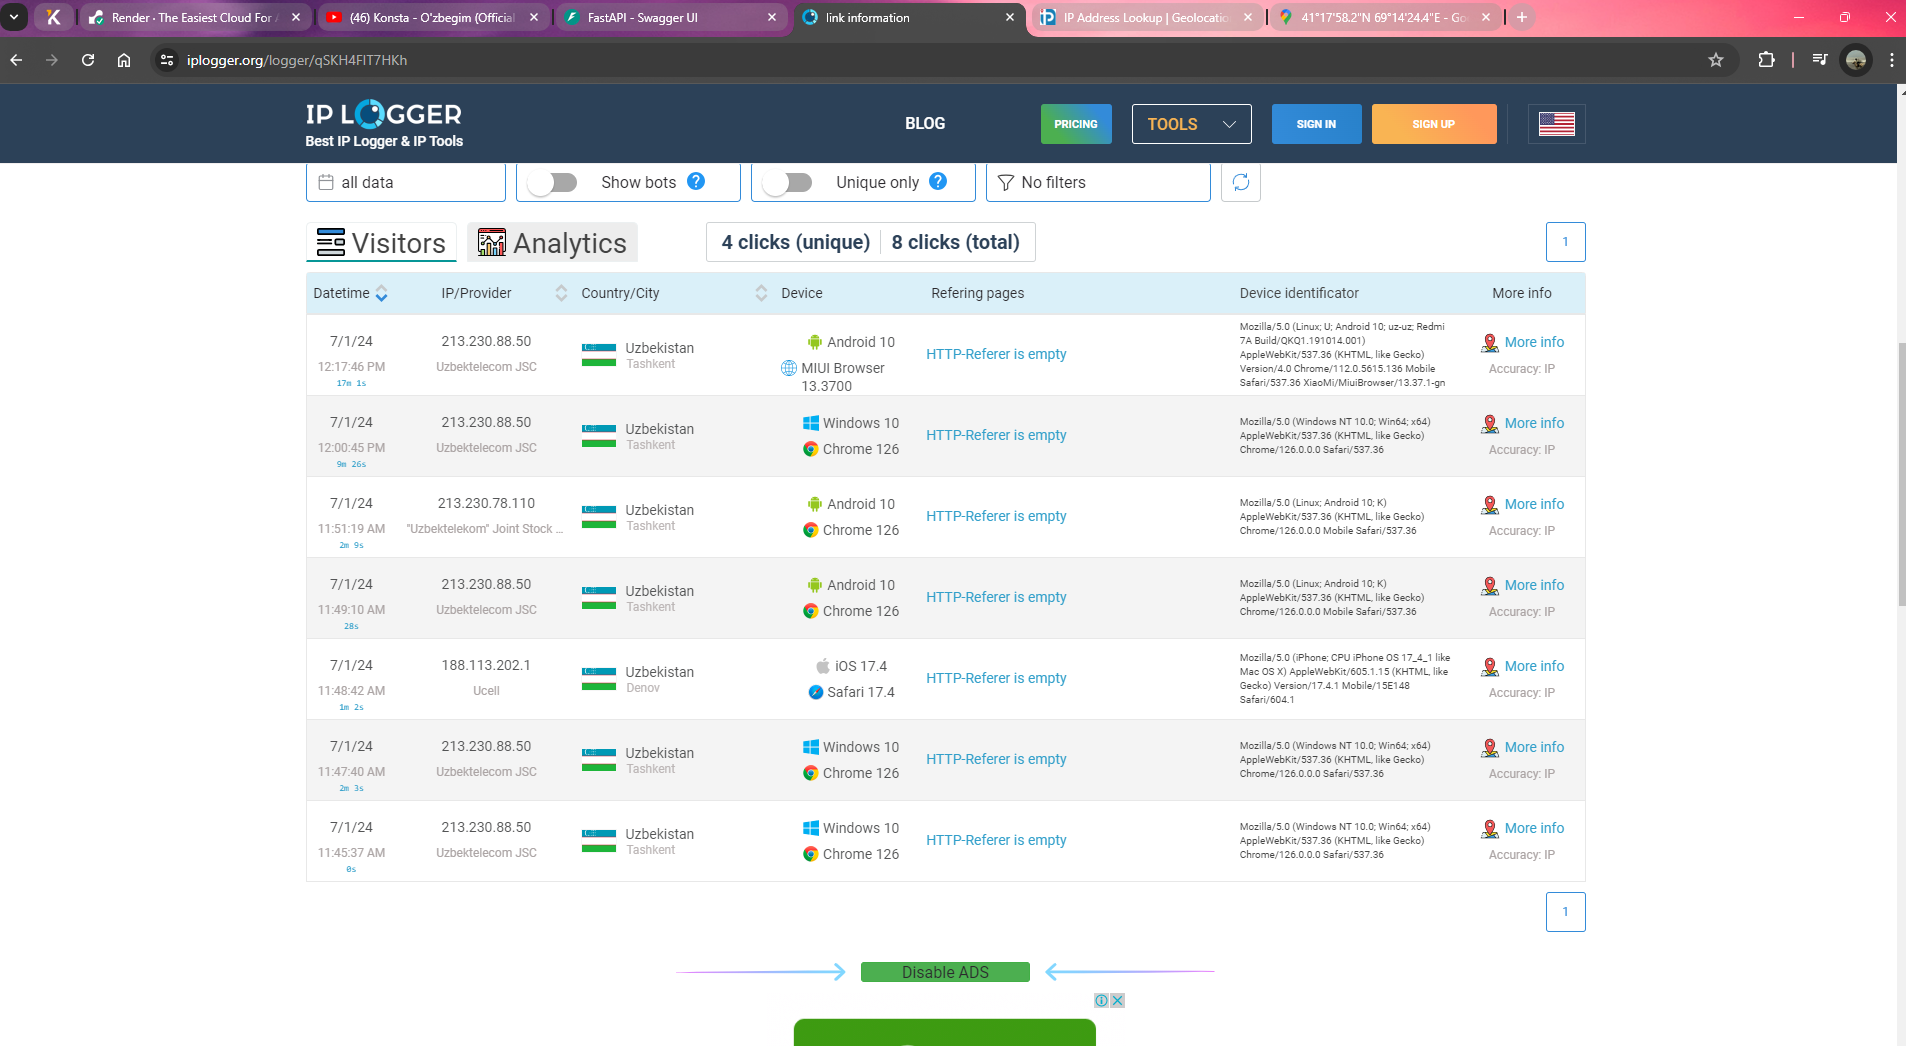 Render · The Easiest Cloud For
(46) Konsta - O'zbegim (Official
FastAPI - Swagger UI
link information
IP Address Lookup | Geolocatio
41°17'58.2"N 69°14'24.4"E - Go
iplogger.org/logger/qSKH4FIT7HKh
IP LOGGER
Best IP Logger & IP Tools
BLOG
PRICING
TOOLS
SIGN IN
SIGN UP
all data
Show bots ?
Unique only ?
No filters
Visitors
Analytics
4 clicks (unique)
8 clicks (total)
1
Datetime IP/Provider Country/City Device Refering pages Device identificator More info
7/1/24
12:17:46 PM
17m 1s
213.230.88.50
Uzbektelecom JSC
Uzbekistan
Tashkent
Android 10
MIUI Browser
13.3700
HTTP-Referer is empty
Mozilla/5.0 (Linux; U; Android 10; uz-uz; Redmi
7A Build/QKQ1.191014.001)
AppleWebKit/537.36 (KHTML, like Gecko)
Version/4.0 Chrome/112.0.5615.136 Mobile
Safari/537.36 XiaoMi/MiuiBrowser/13.37.1-gn
More info
Accuracy: IP
7/1/24
12:00:45 PM
9m 26s
213.230.88.50
Uzbektelecom JSC
Uzbekistan
Tashkent
Windows 10
Chrome 126
HTTP-Referer is empty
Mozilla/5.0 (Windows NT 10.0; Win64; x64)
AppleWebKit/537.36 (KHTML, like Gecko)
Chrome/126.0.0.0 Safari/537.36
More info
Accuracy: IP
7/1/24
11:51:19 AM
2m 9s
213.230.78.110
"Uzbektelekom" Joint Stock ...
Uzbekistan
Tashkent
Android 10
Chrome 126
HTTP-Referer is empty
Mozilla/5.0 (Linux; Android 10; K)
AppleWebKit/537.36 (KHTML, like Gecko)
Chrome/126.0.0.0 Mobile Safari/537.36
More info
Accuracy: IP
7/1/24
11:49:10 AM
28s
213.230.88.50
Uzbektelecom JSC
Uzbekistan
Tashkent
Android 10
Chrome 126
HTTP-Referer is empty
Mozilla/5.0 (Linux; Android 10; K)
AppleWebKit/537.36 (KHTML, like Gecko)
Chrome/126.0.0.0 Mobile Safari/537.36
More info
Accuracy: IP
7/1/24
11:48:42 AM
1m 2s
188.113.202.1
Ucell
Uzbekistan
Denov
iOS 17.4
Safari 17.4
HTTP-Referer is empty
Mozilla/5.0 (iPhone; CPU iPhone OS 17_4_1 like
Mac OS X) AppleWebKit/605.1.15 (KHTML, like
Gecko) Version/17.4.1 Mobile/15E148
Safari/604.1
More info
Accuracy: IP
7/1/24
11:47:40 AM
2m 3s
213.230.88.50
Uzbektelecom JSC
Uzbekistan
Tashkent
Windows 10
Chrome 126
HTTP-Referer is empty
Mozilla/5.0 (Windows NT 10.0; Win64; x64)
AppleWebKit/537.36 (KHTML, like Gecko)
Chrome/126.0.0.0 Safari/537.36
More info
Accuracy: IP
7/1/24
11:45:37 AM
0s
213.230.88.50
Uzbektelecom JSC
Uzbekistan
Tashkent
Windows 10
Chrome 126
HTTP-Referer is empty
Mozilla/5.0 (Windows NT 10.0; Win64; x64)
AppleWebKit/537.36 (KHTML, like Gecko)
Chrome/126.0.0.0 Safari/537.36
More info
Accuracy: IP
1
Disable ADS